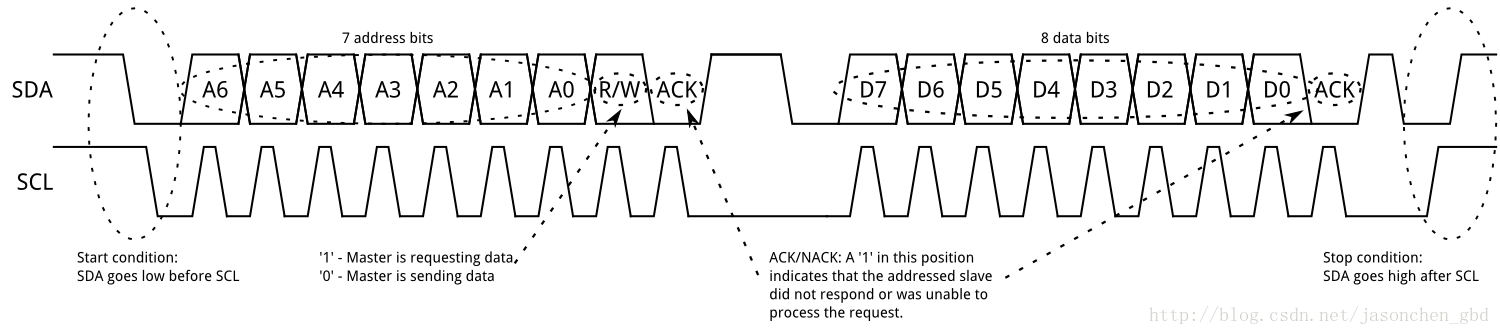 7 address bits
8 data bits
SDA
A6 A5 A4 A3 A2 A1 A0 R/W ACK
D7 D6 D5 D4 D3 D2 D1 D0 ACK
SCL
Start condition:
SDA goes low before SCL
'1' - Master is requesting data
'0' - Master is sending data
ACK/NACK: A '1' in this position
indicates that the addressed slave
did not respond or was unable to
process the request.
Stop condition:
SDA goes high after SCL
http://blog.csdn.net/jasonchen_gbd